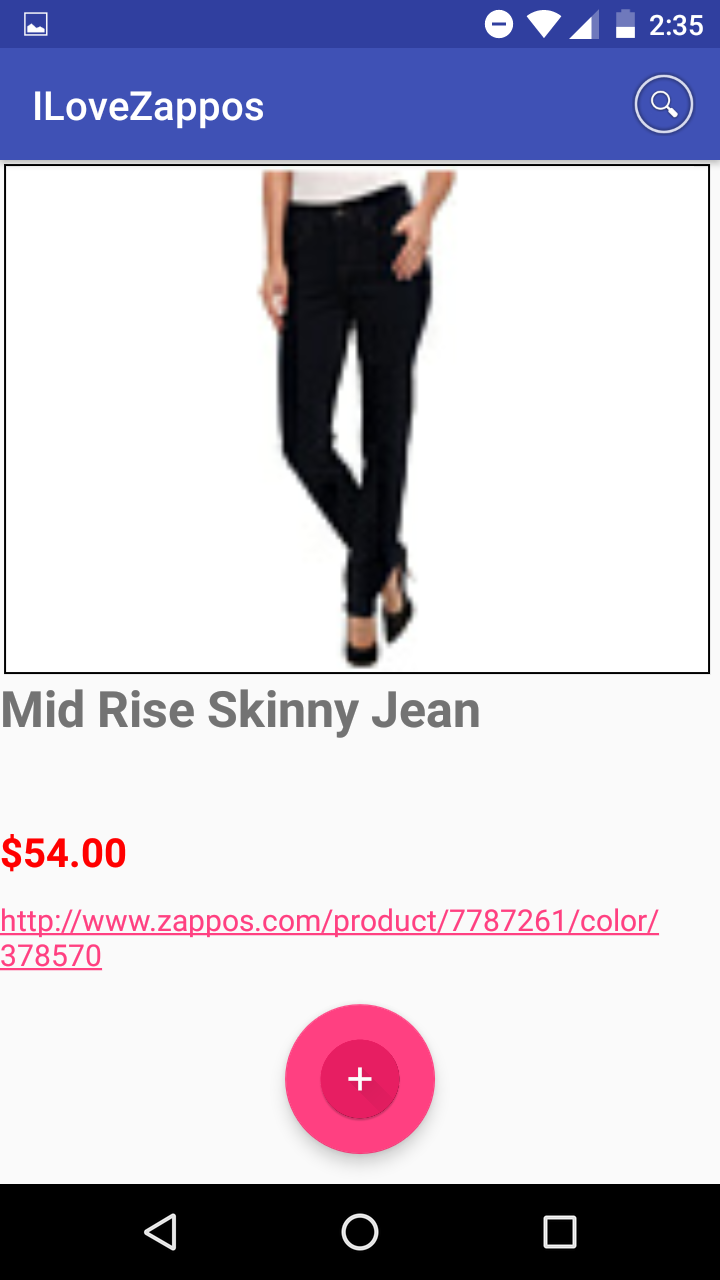 2:35
ILoveZappos
Mid Rise Skinny Jean
$54.00
http://www.zappos.com/product/7787261/color/
378570